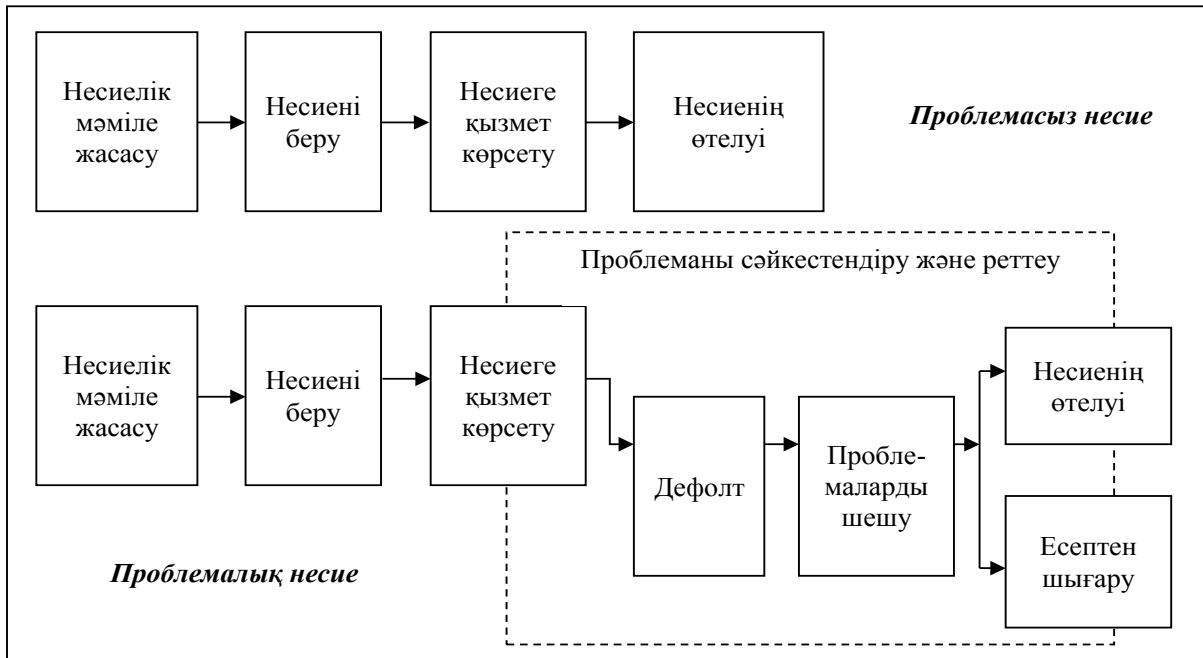 Несиелік
мәміле
жасасу
Несиені
беру
Несиеге
қызмет
көрсету
Несиенің
өтелуі
Проблемасыз несие
Проблеманы сәйкестендіру және реттеу
Несиелік
мәміле
жасасу
Несиені
беру
Несиеге
қызмет
көрсету
Дефолт
Пробле-
маларды
шешу
Несиенің
өтелуі
Есептен
шығару
Проблемалық несие